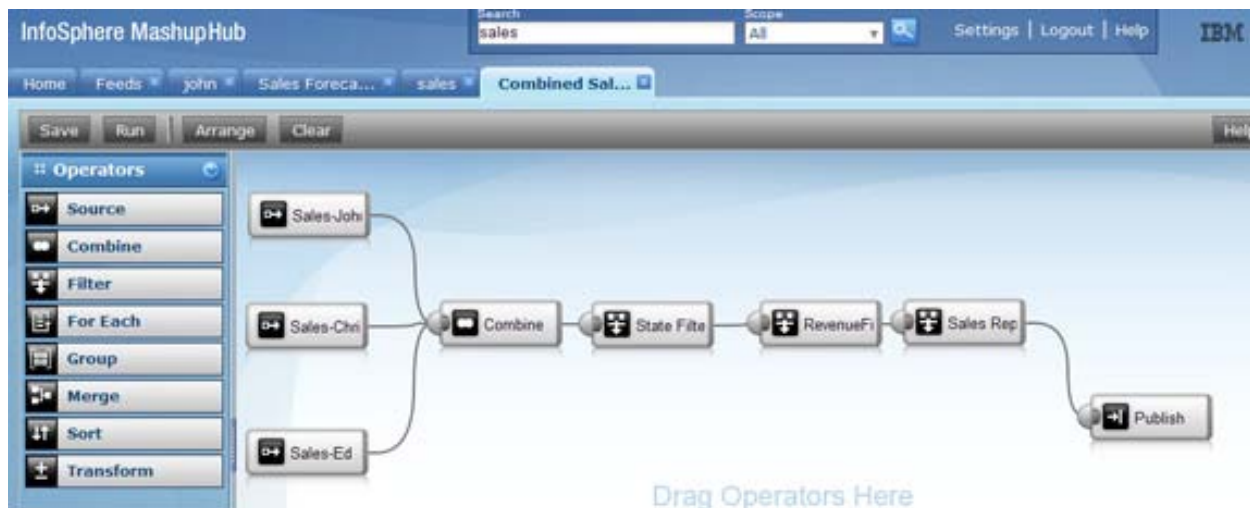 InfoSphere MashupHub
Search
sales
Scope
All
Settings | Logout | Help
IBM
Home Feeds john Sales Foreca... sales Combined Sal...
Save Run Arrange Clear Help
Operators
Source
Combine
Filter
For Each
Group
Merge
Sort
Transform
Sales-John
Sales-Chri
Sales-Ed
Combine
State Filte
RevenueFi
Sales Rep
Publish
Drag Operators Here